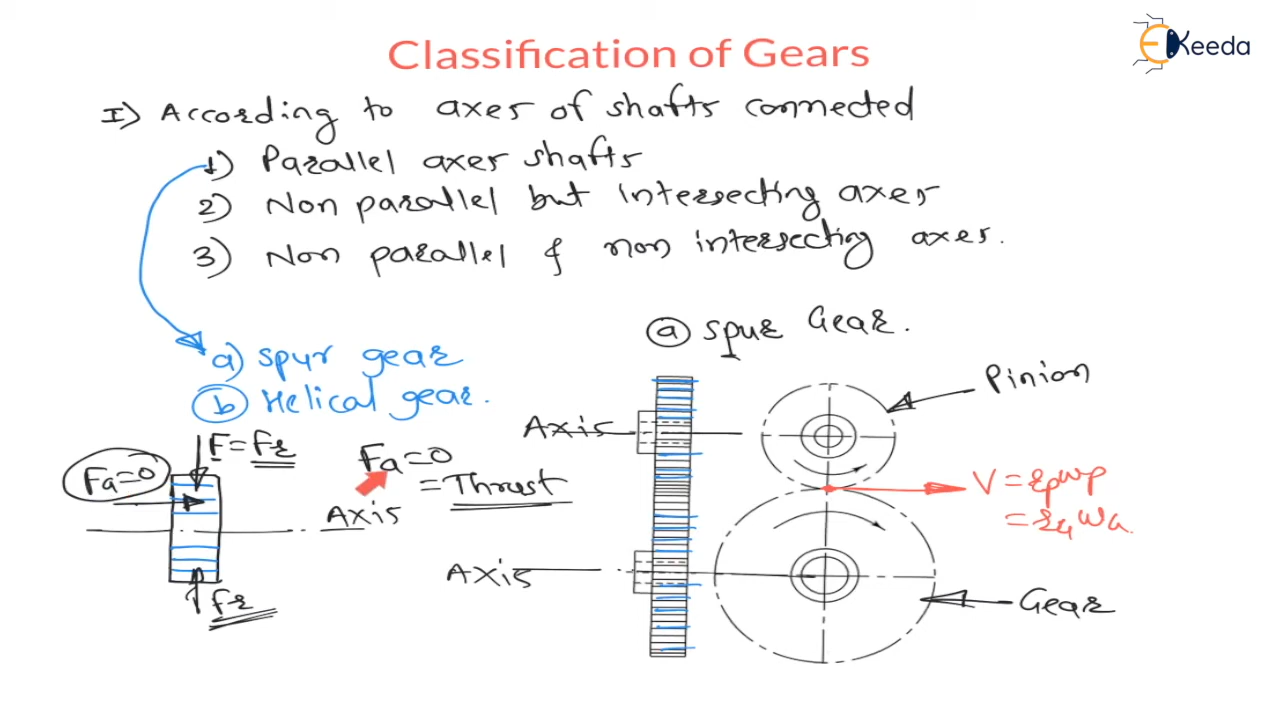 Classification of Gears
EKeeda
I) According to axes of shafts connected
1) Parallel axes shafts
2) Non parallel but intersecting axes
3) Non parallel & non intersecting axes.
a) Spur gear
b) Helical gear.
a) Spur Gear.
Pinion
Axis
F = Fr
Fa = 0
Fa = 0
= Thrust
Axis
V = rpωp
= rGωG
Axis
Fr
Gear